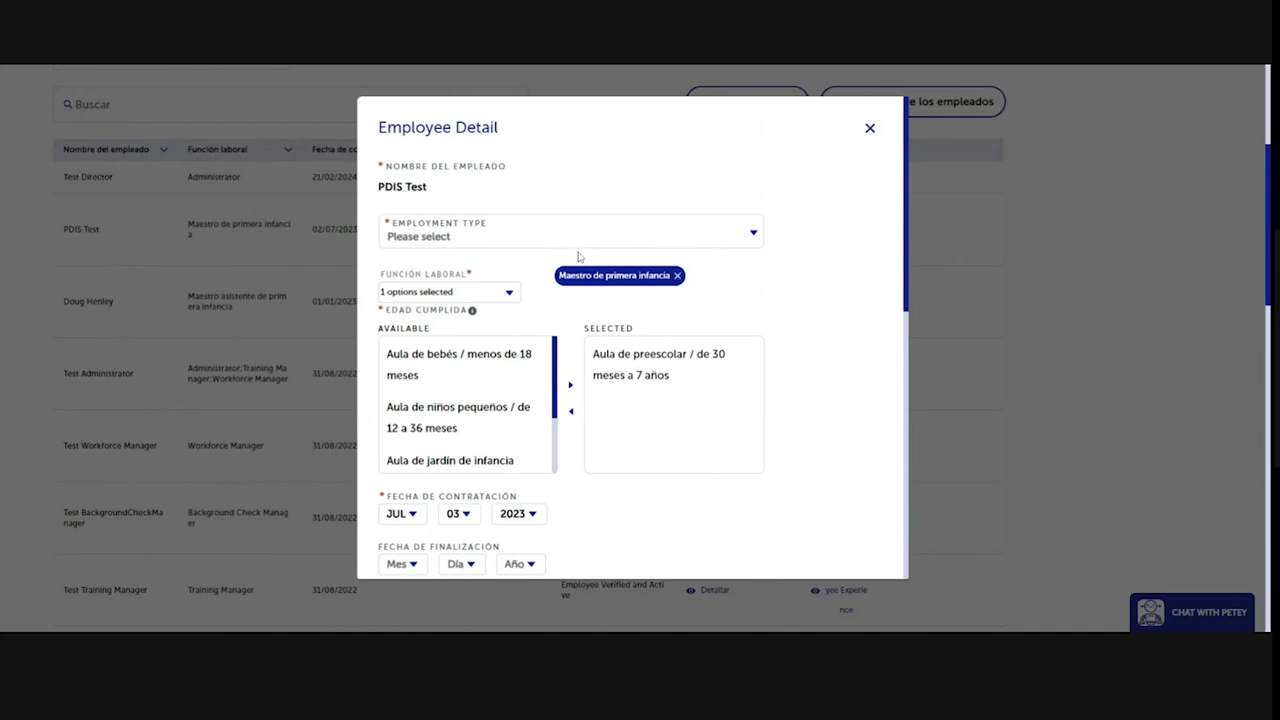 Buscar
e los empleados
Nombre del empleado
Función laboral
Fecha de co
Test Director
Administrator
21/02/2024
PDIS Test
Maestro de primera infanci
a
02/07/2023
Doug Henley
Maestro asistente de prim
era infancia
01/01/2023
Test Administrator
Administrator;Training Ma
nager;Workforce Manager
31/08/2022
Test Workforce Manager
Workforce Manager
31/08/2022
Test BackgroundCheckMa
nager
Background Check Manag
er
31/08/2022
Test Training Manager
Training Manager
31/08/2022
Employee Verified and Acti
ve
Detallar
yee Experie
nce
Employee Detail
* NOMBRE DEL EMPLEADO
PDIS Test
* EMPLOYMENT TYPE
Please select
FUNCIÓN LABORAL*
1 options selected
Maestro de primera infancia
* EDAD CUMPLIDA
AVAILABLE
SELECTED
Aula de bebés / menos de 18
meses
Aula de niños pequeños / de
12 a 36 meses
Aula de jardín de infancia
Aula de preescolar / de 30
meses a 7 años
* FECHA DE CONTRATACIÓN
JUL 03 2023
FECHA DE FINALIZACIÓN
Mes Día Año
CHAT WITH PETEY